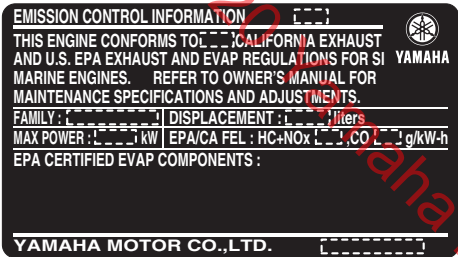 EMISSION CONTROL INFORMATION
THIS ENGINE CONFORMS TO CALIFORNIA EXHAUST
AND U.S. EPA EXHAUST AND EVAP REGULATIONS FOR SI
MARINE ENGINES. REFER TO OWNER'S MANUAL FOR
MAINTENANCE SPECIFICATIONS AND ADJUSTMENTS.
YAMAHA
FAMILY : DISPLACEMENT : liters
MAX POWER : kW EPA/CA FEL : HC+NOx ,CO g/kW-h
EPA CERTIFIED EVAP COMPONENTS :
YAMAHA MOTOR CO.,LTD.
20 Yamaha